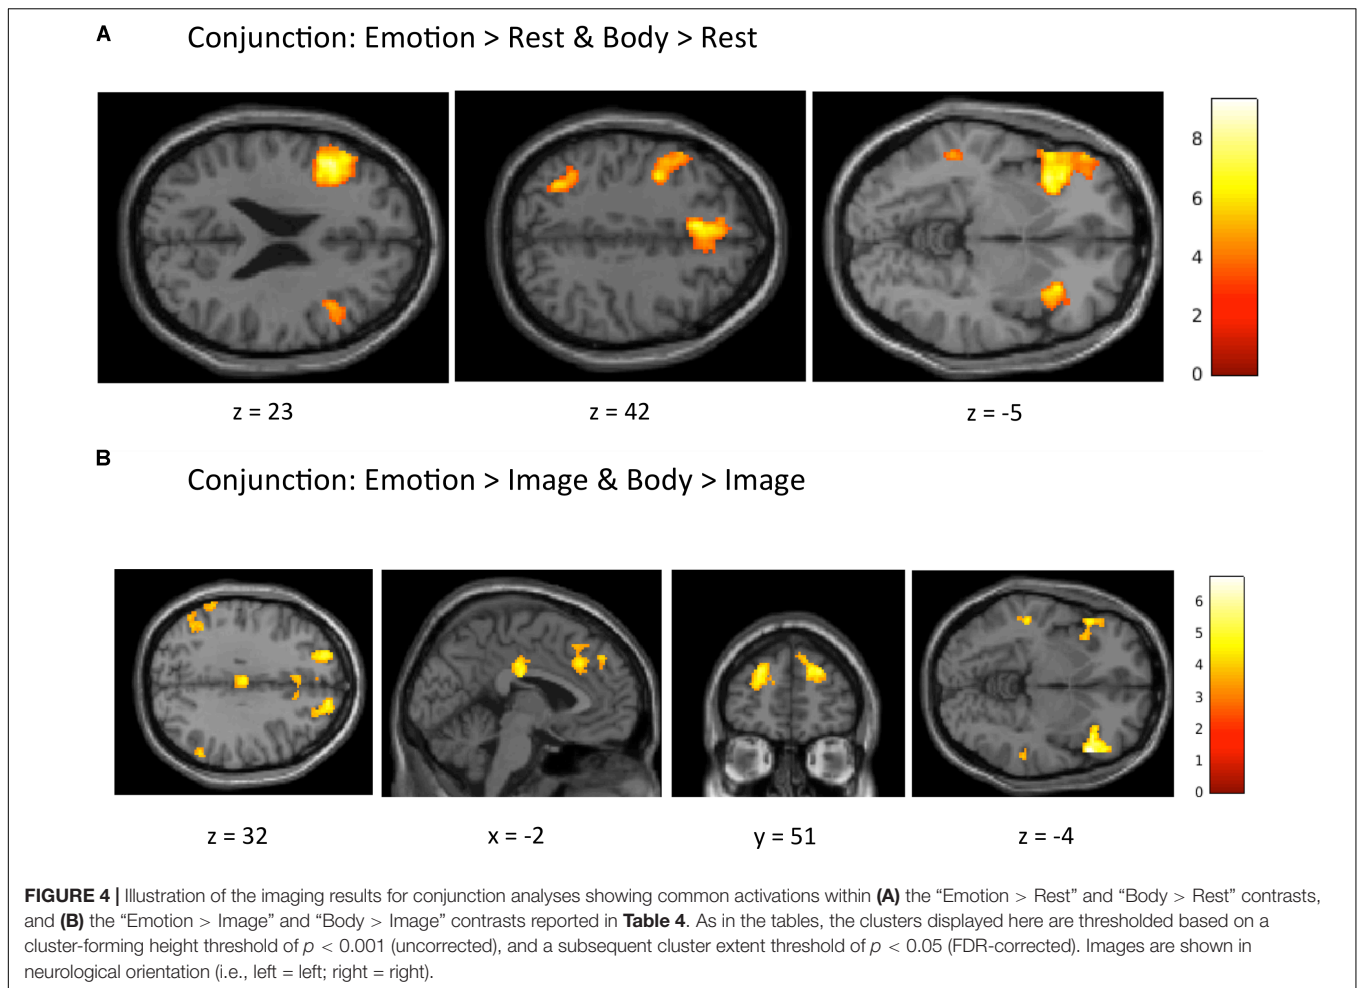 A
Conjunction: Emotion > Rest & Body > Rest
8
6
4
2
0
z = 23
z = 42
z = -5
B
Conjunction: Emotion > Image & Body > Image
6
5
4
3
2
1
0
z = 32
x = -2
y = 51
z = -4
FIGURE 4 | Illustration of the imaging results for conjunction analyses showing common activations within (A) the “Emotion > Rest” and “Body > Rest” contrasts,
and (B) the “Emotion > Image” and “Body > Image” contrasts reported in Table 4. As in the tables, the clusters displayed here are thresholded based on a
cluster-forming height threshold of p < 0.001 (uncorrected), and a subsequent cluster extent threshold of p < 0.05 (FDR-corrected). Images are shown in
neurological orientation (i.e., left = left; right = right).